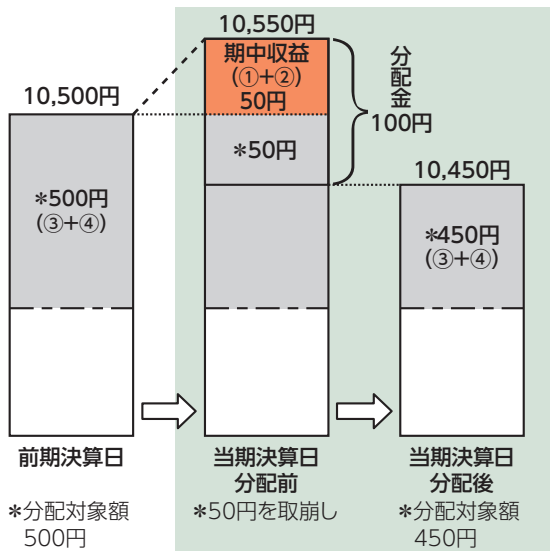 10,500円
*500円
(③+④)
前期決算日
*分配対象額
500円
10,550円
期中収益
(①+②)
50円
*50円
分配金
100円
当期決算日
分配前
*50円を取崩し
10,450円
*450円
(③+④)
当期決算日
分配後
*分配対象額
450円